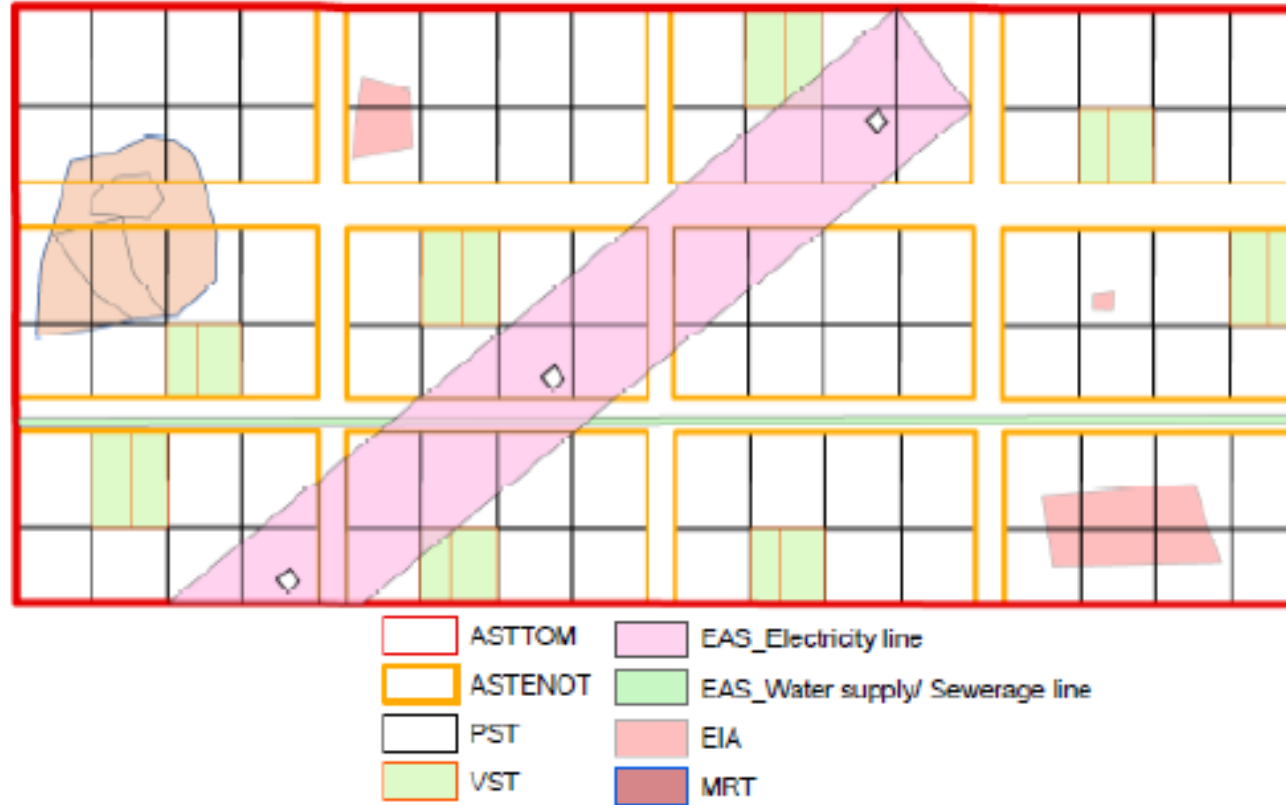 ASTTOM
EAS_Electricity line
ASTENOT
EAS_Water supply/ Sewerage line
PST
EIA
VST
MRT